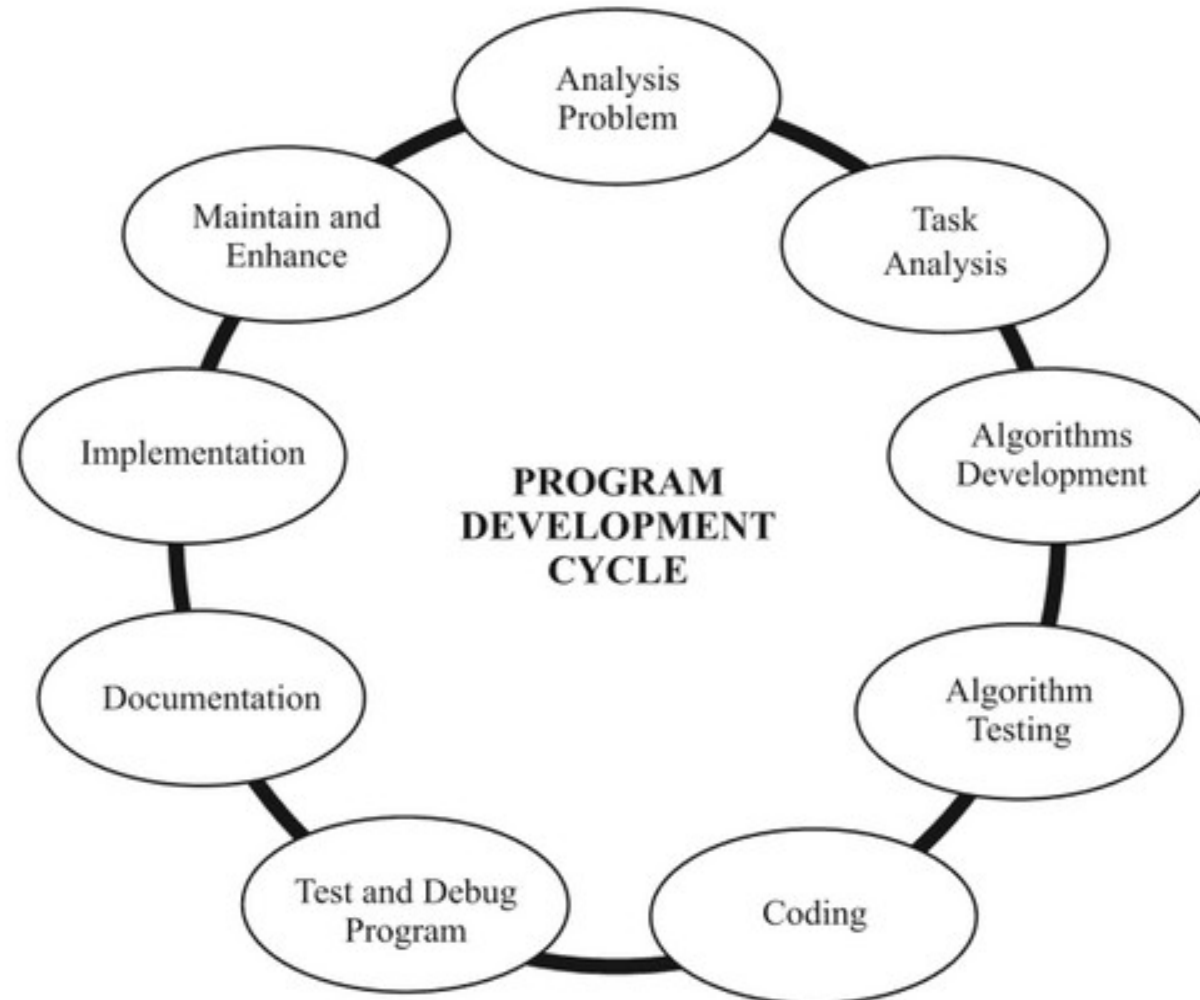 Analysis
Problem
Task
Analysis
Algorithms
Development
Algorithm
Testing
Coding
Test and Debug
Program
Documentation
Implementation
Maintain and
Enhance
PROGRAM
DEVELOPMENT
CYCLE